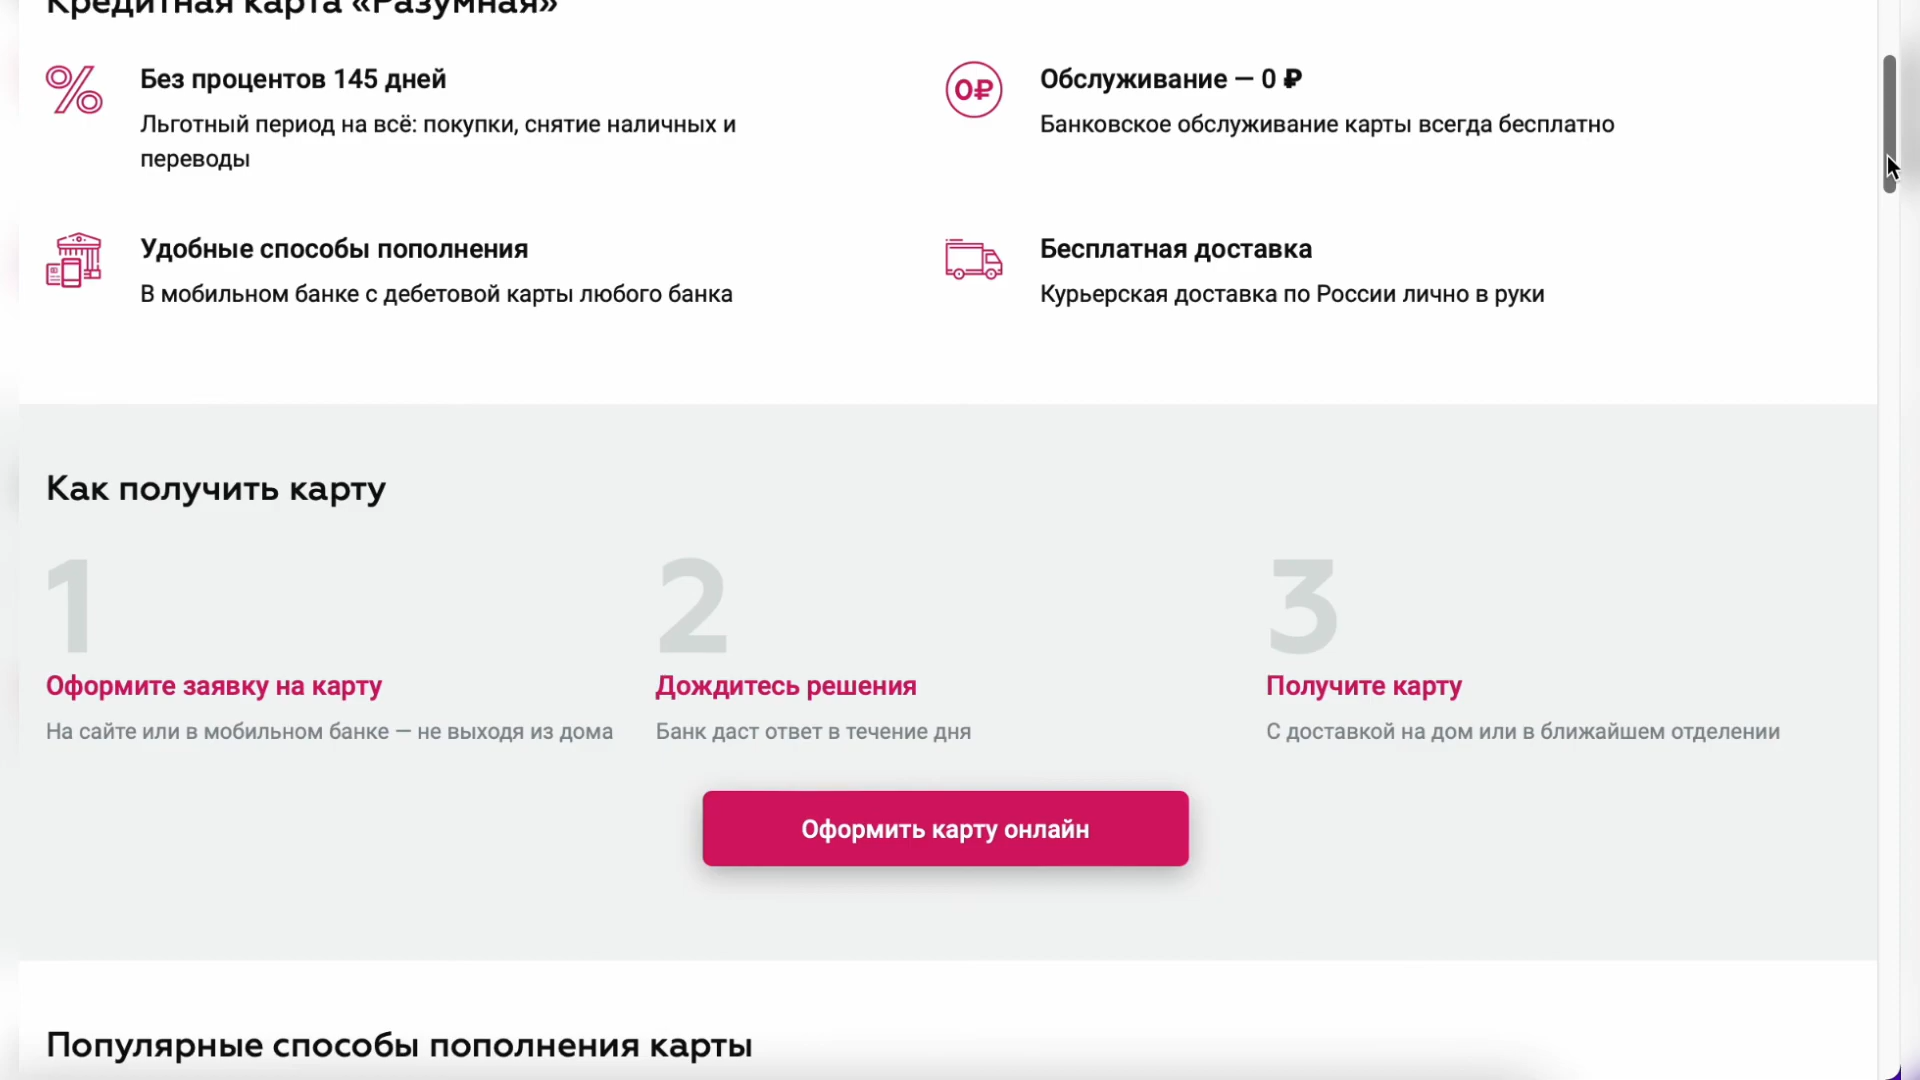 Кредитная карта «Разумная»
Без процентов 145 дней
Льготный период на всё: покупки, снятие наличных и
переводы
0₽
Обслуживание — 0 ₽
Банковское обслуживание карты всегда бесплатно
Удобные способы пополнения
В мобильном банке с дебетовой карты любого банка
Бесплатная доставка
Курьерская доставка по России лично в руки
Как получить карту
1
Оформите заявку на карту
На сайте или в мобильном банке — не выходя из дома
2
Дождитесь решения
Банк даст ответ в течение дня
3
Получите карту
С доставкой на дом или в ближайшем отделении
Оформить карту онлайн
Популярные способы пополнения карты